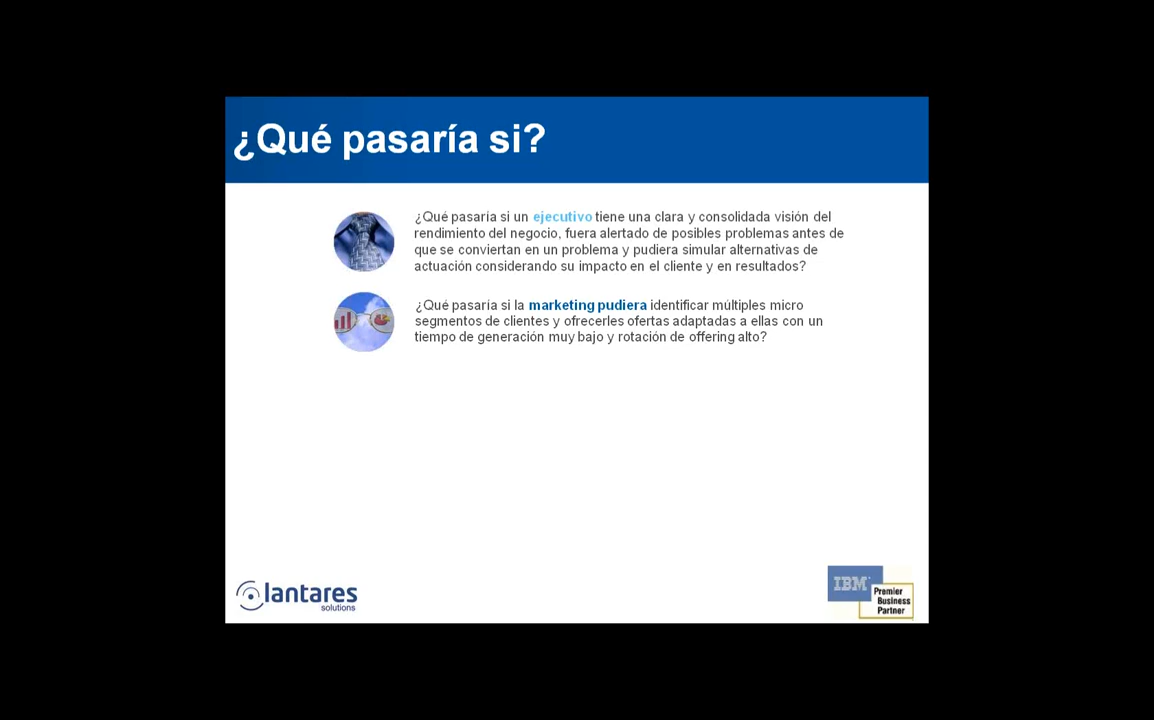 ¿Qué pasaría si?
¿Qué pasaría si un ejecutivo tiene una clara y consolidada visión del
rendimiento del negocio, fuera alertado de posibles problemas antes de
que se conviertan en un problema y pudiera simular alternativas de
actuación considerando su impacto en el cliente y en resultados?
¿Qué pasaría si la marketing pudiera identificar múltiples micro
segmentos de clientes y ofrecerles ofertas adaptadas a ellas con un
tiempo de generación muy bajo y rotación de offering alto?
lantares
solutions
IBM
Premier
Business
Partner